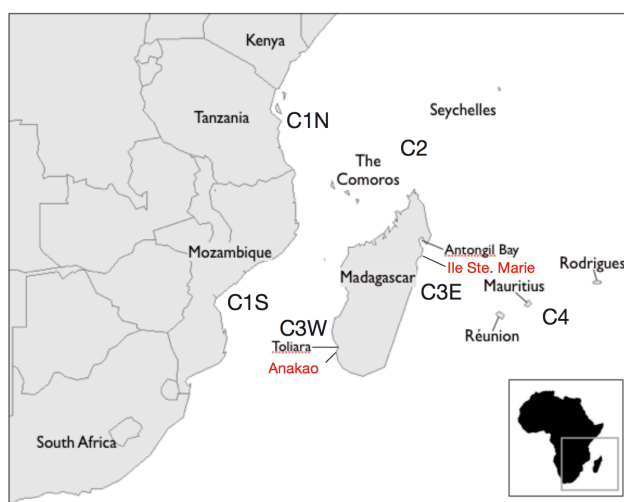 Kenya
Seychelles
Tanzania
C1N
C2
The
Comoros
Antongil Bay
Mozambique
Ile Ste. Marie
Rodrigues
Madagascar
C3E
Mauritius
C1S
C4
C3W
Réunion
Toliara
Anakao
South Africa